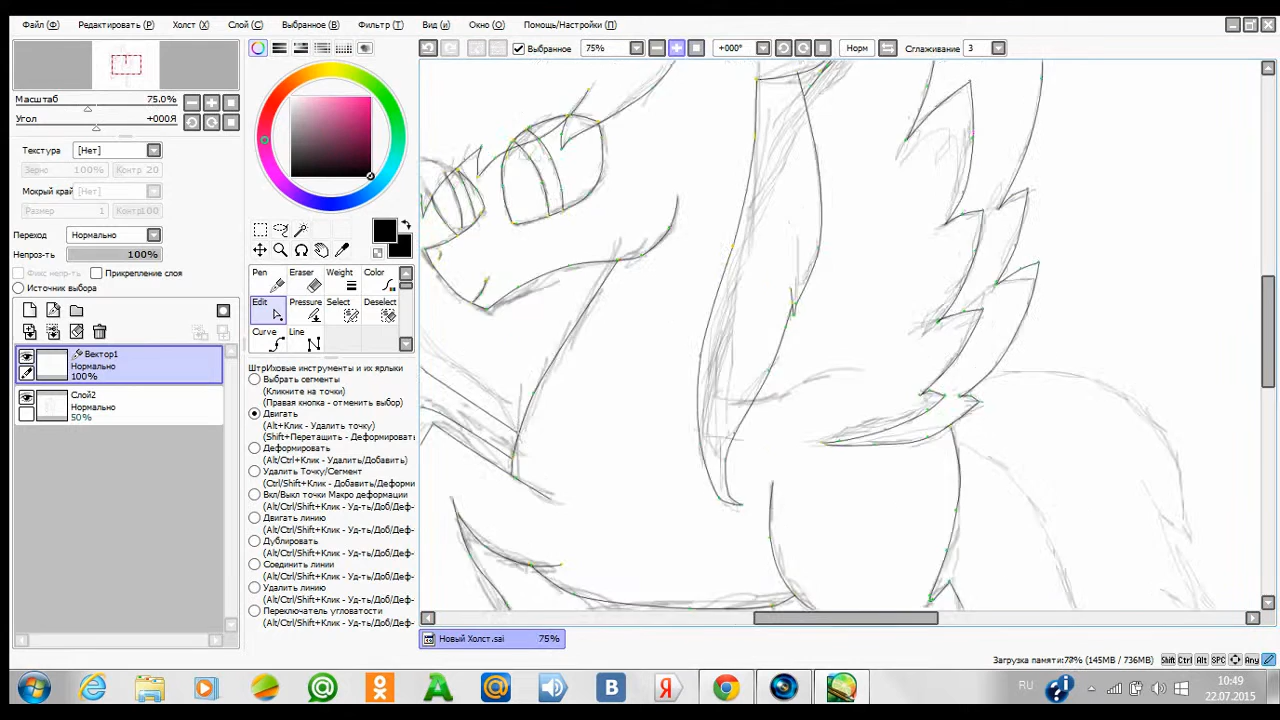 Файл (Ф) Редактировать (Р) Холст (X) Слой (С) Выбранное (В) Фильтр (Т) Вид (и) Окно (О) Помощь/Настройки (П)
Выбранное 75% +000° Норм Сглаживание 3
Масштаб 75.0%
Угол +000Я
Текстура [Нет]
Зерно 100% Контр 20
Мокрый край [Нет]
Размер 1 Контр100
Переход Нормально
Непроз-ть 100%
Фикс непр-ть Прикрепление слоя
Источник выбора
Вектор1
Нормально
100%
Слой2
Нормально
50%
Pen Eraser Weight Color
Edit Pressure Select Deselect
Curve Line
ШтрИховые инструменты и их ярлыки
Выбрать сегменты
(Кликните на точки)
(Правая кнопка - отменить выбор)
Двигать
(Alt+Клик - Удалить точку)
(Shift+Перетащить - Деформировать
Деформировать
(Alt/Ctrl+Клик - Удалить/Добавить)
Удалить Точку/Сегмент
(Ctrl/Shift+Клик - Добавить/Деформи
Вкл/Выкл точки Макро деформации
(Alt/Ctrl/Shift+Клик - Уд-ть/Доб/Деф-
Двигать линию
(Alt/Ctrl/Shift+Клик - Уд-ть/Доб/Деф-
Дублировать
(Alt/Ctrl/Shift+Клик - Уд-ть/Доб/Деф-
Соединить линии
(Alt/Ctrl/Shift+Клик - Уд-ть/Доб/Деф-
Удалить линию
(Alt/Ctrl/Shift+Клик - Уд-ть/Доб/Деф-
Переключатель угловатости
(Alt/Ctrl/Shift+Клик - Уд-ть/Доб/Деф-
Новый Холст.sai 75%
Загрузка памяти:70% (145MB / 736MB) Shift Ctrl Alt SPC Any
RU 10:49
22.07.2015